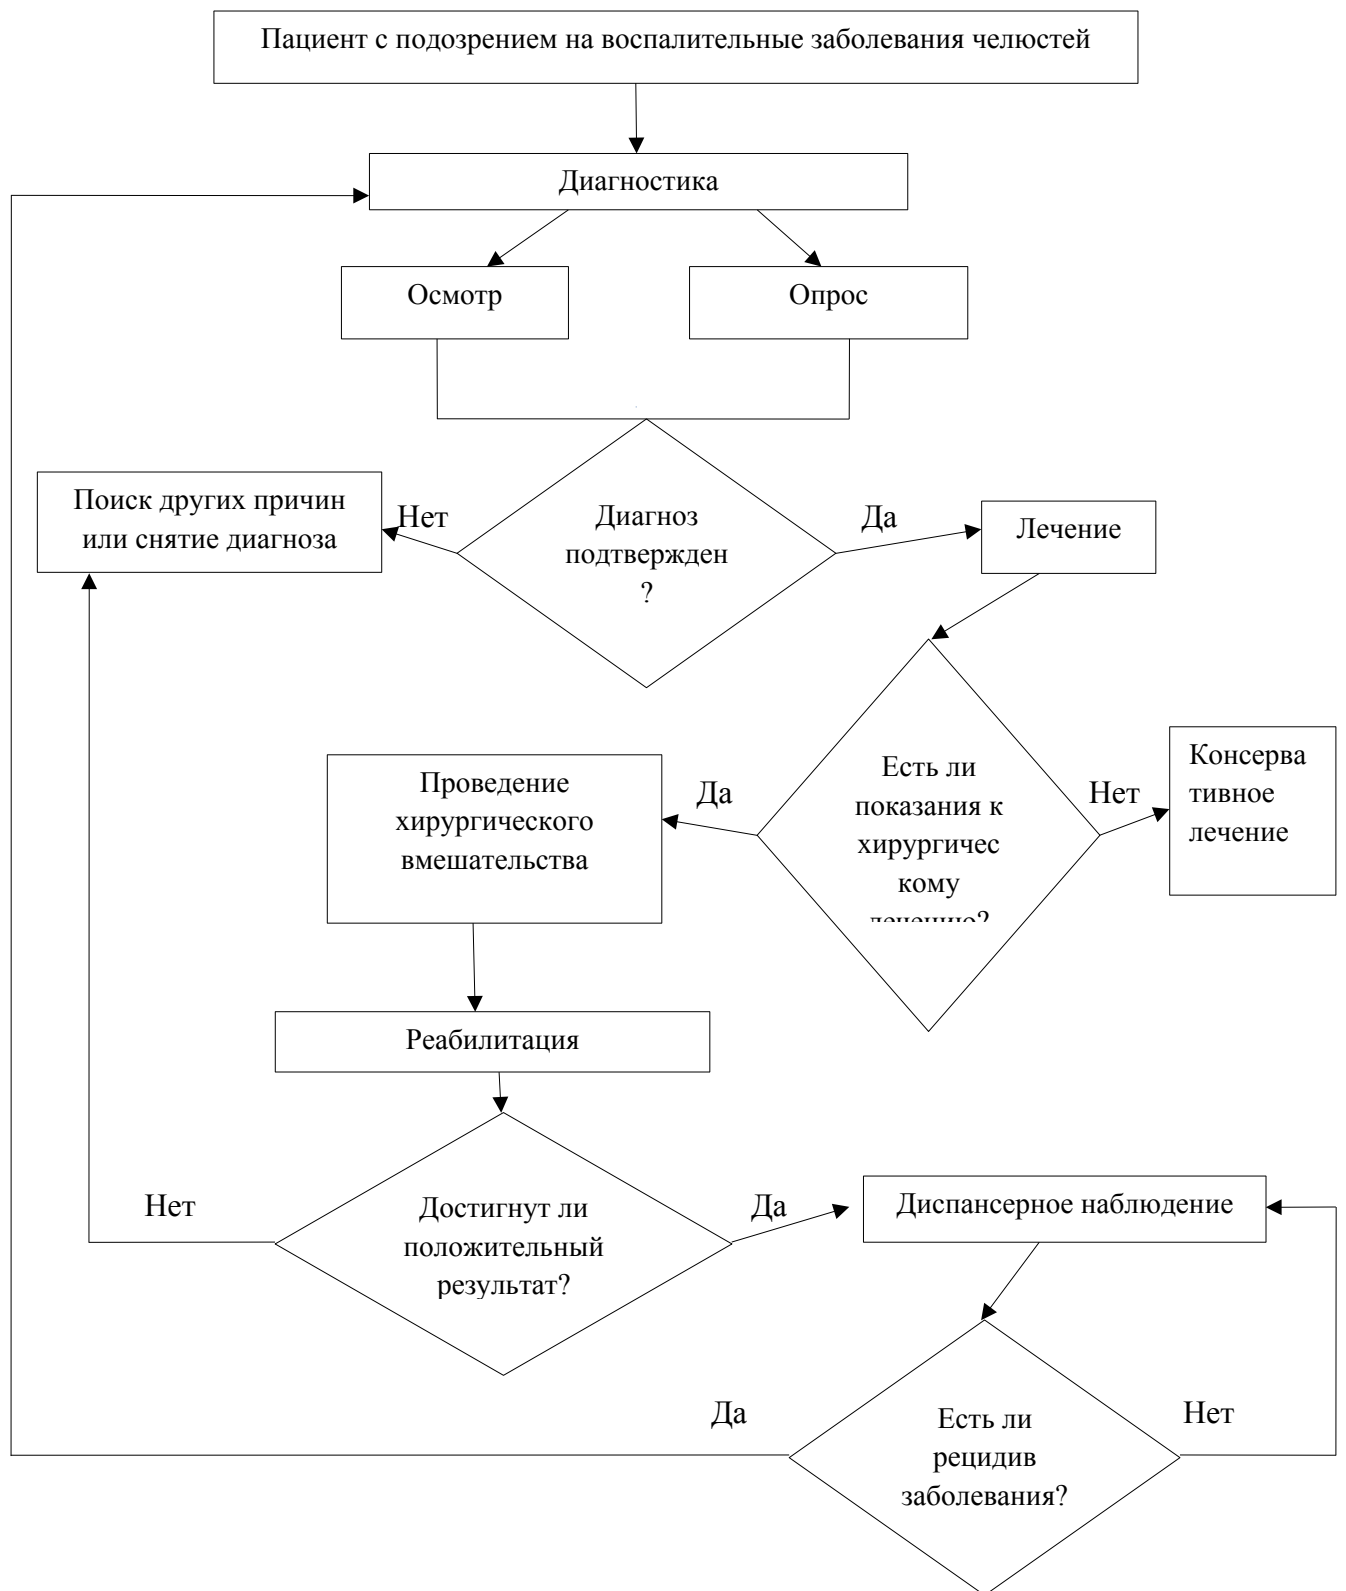 Пациент с подозрением на воспалительные заболевания челюстей
Диагностика
Осмотр
Опрос
Поиск других причин
или снятие диагноза
Нет
Диагноз
подтвержден
?
Да
Лечение
Проведение
хирургического
вмешательства
Да
Есть ли
показания к
хирургичес
кому
лечению?
Нет
Консерва
тивное
лечение
Реабилитация
Нет
Достигнут ли
положительный
результат?
Да
Диспансерное наблюдение
Да
Есть ли
рецидив
заболевания?
Нет